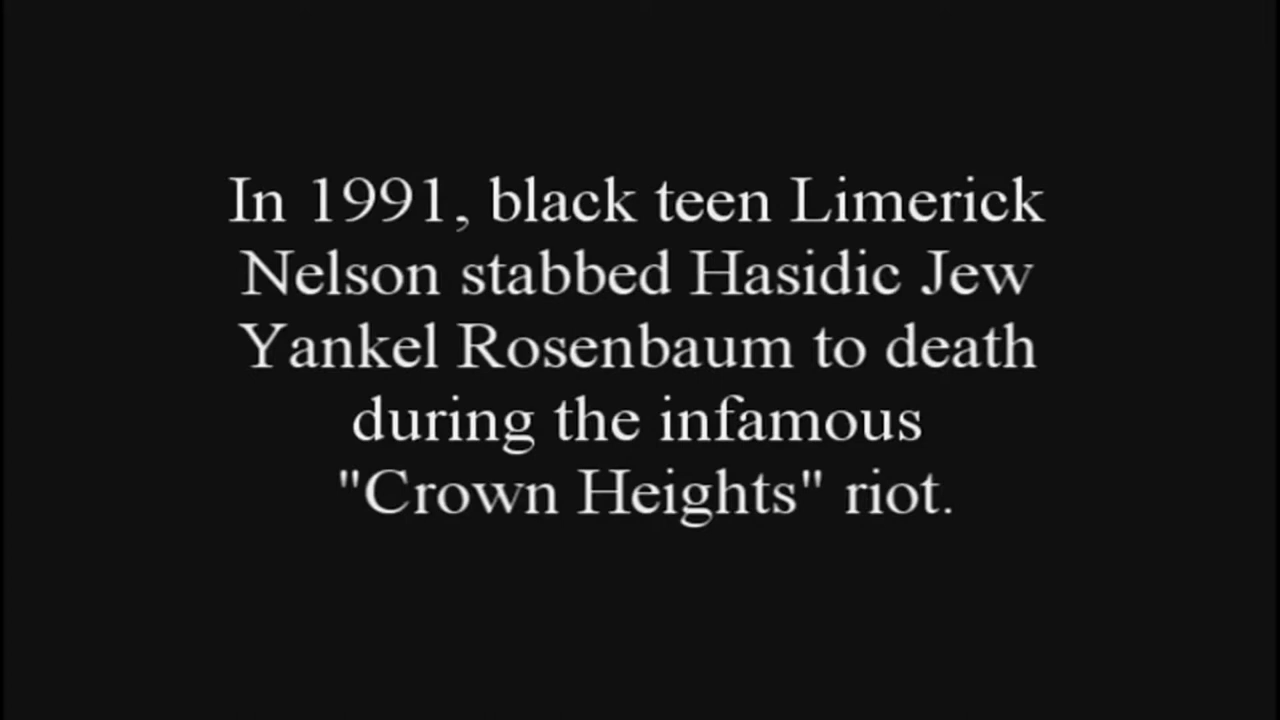 In 1991, black teen Limerick
Nelson stabbed Hasidic Jew
Yankel Rosenbaum to death
during the infamous
"Crown Heights" riot.